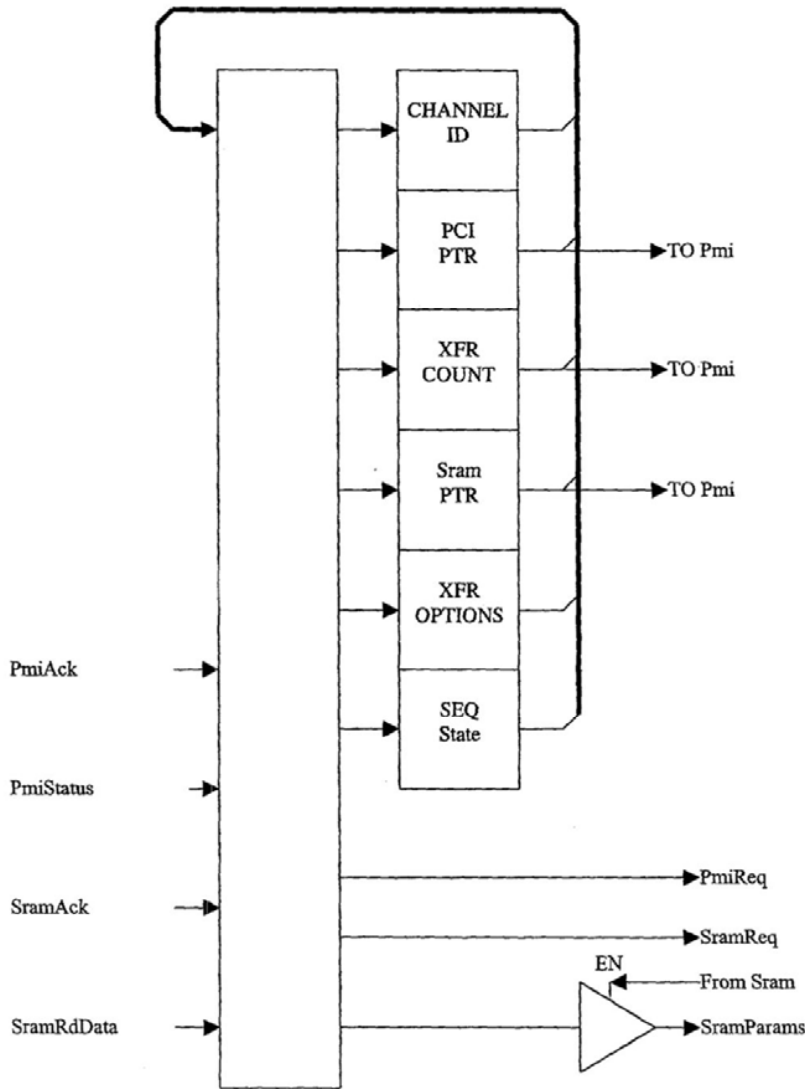 CHANNEL
ID
PCI
PTR
TO Pmi
XFR
COUNT
TO Pmi
Sram
PTR
TO Pmi
XFR
OPTIONS
PmiAck
SEQ
State
PmiStatus
PmiReq
SramAck
SramReq
EN
From Sram
SramRdData
SramParams